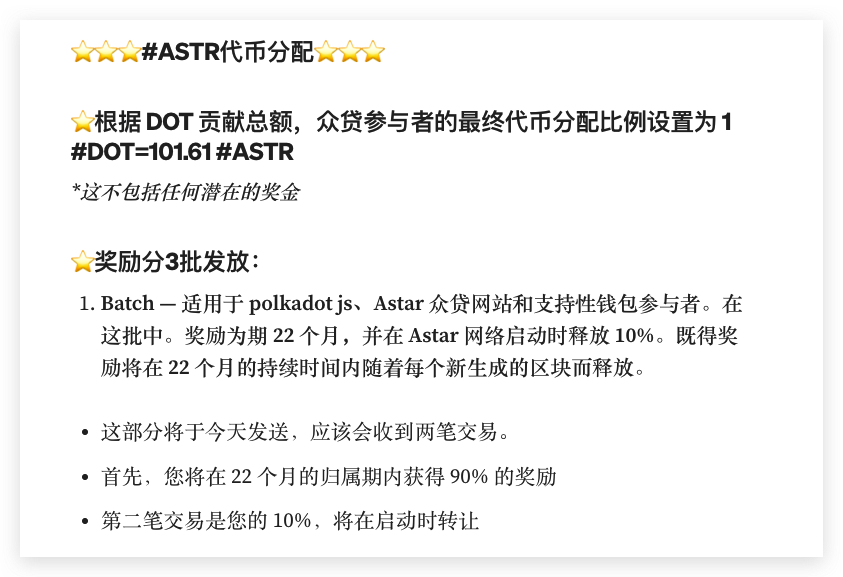 ⭐⭐⭐#ASTR代币分配⭐⭐⭐
⭐根据 DOT 贡献总额，众贷参与者的最终代币分配比例设置为 1
#DOT=101.61 #ASTR
*这不包括任何潜在的奖金
⭐奖励分3批发放：
1. Batch — 适用于 polkadot js、Astar 众贷网站和支持性钱包参与者。在
这批中。奖励为期 22 个月，并在 Astar 网络启动时释放 10%。既得奖
励将在 22 个月的持续时间内随着每个新生成的区块而释放。
• 这部分将于今天发送，应该会收到两笔交易。
• 首先，您将在 22 个月的归属期内获得 90% 的奖励
• 第二笔交易是您的 10%，将在启动时转让